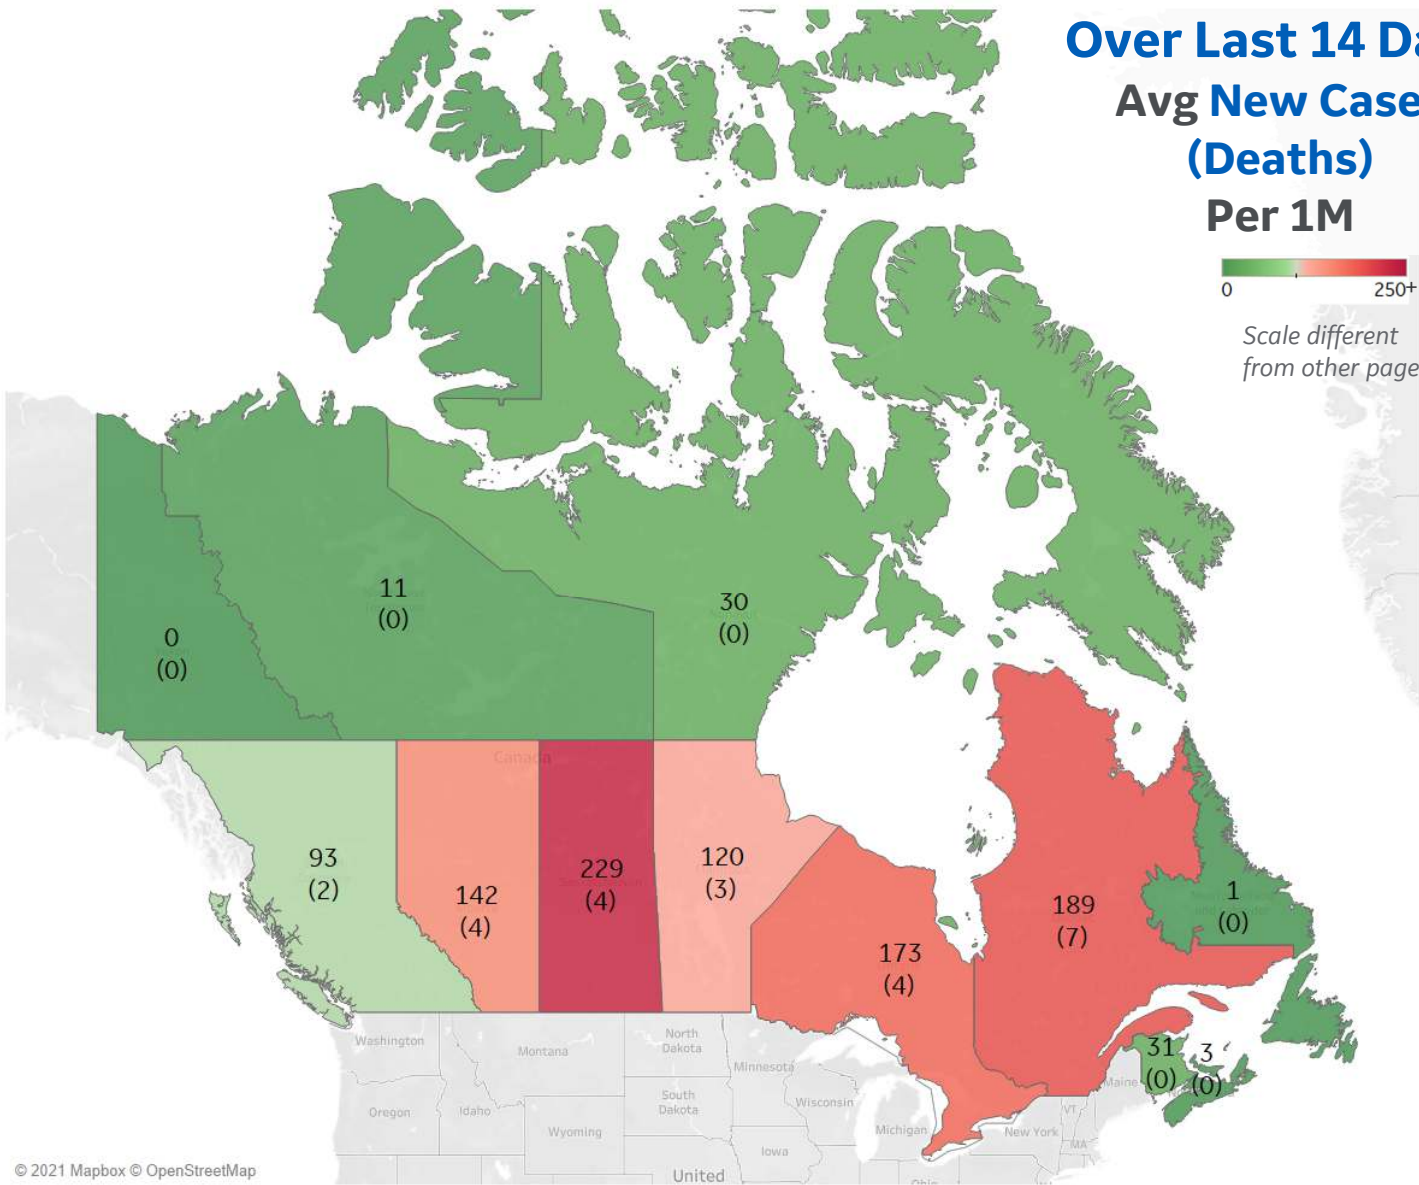 Over Last 14 Da
Avg New Case
(Deaths)
Per 1M
0 250+
Scale different
from other page
11
(0)
30
(0)
0
(0)
Canada
93
(2)
142
(4)
229
(4)
120
(3)
173
(4)
189
(7)
1
(0)
31
(0)
3
(0)
Washington
Montana
North
Dakota
Minnesota
Maine
Oregon
Idaho
South
Dakota
Wisconsin
VT
Wyoming
Michigan
New York
MA
Iowa
United
Ohio
© 2021 Mapbox © OpenStreetMap